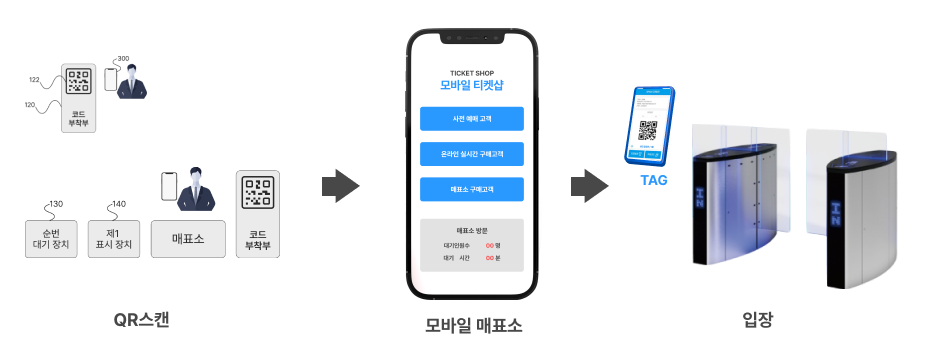 300
122
120
코드
부착부
130
순번
대기 장치
140
제1
표시 장치
매표소
코드
부착부
QR스캔
TICKET SHOP
모바일 티켓샵
사전 예매 고객
온라인 실시간 구매고객
매표소 구매고객
매표소 방문
대기인원수 00 명
대기 시간 00 분
모바일 매표소
TAG
입장